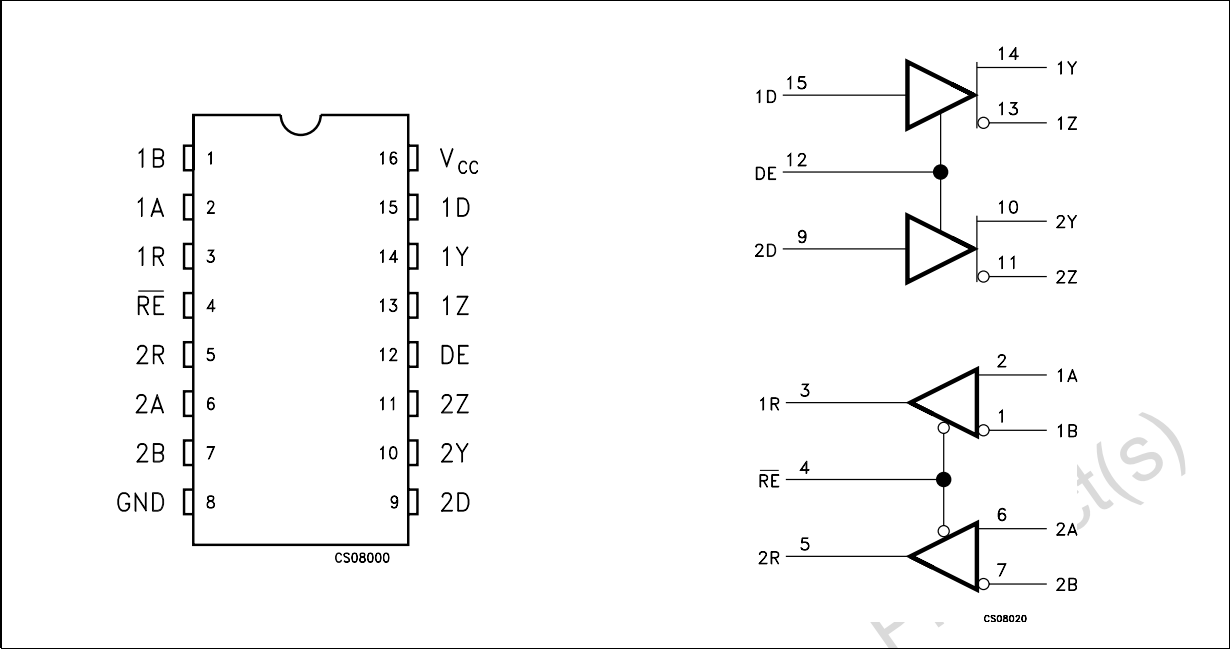 1B 1 16 VCC
1A 2 15 1D
1R 3 14 1Y
R̅E̅ 4 13 1Z
2R 5 12 DE
2A 6 11 2Z
2B 7 10 2Y
GND 8 9 2D
CS08000
14 1Y
1D 15
13 1Z
DE 12
10 2Y
2D 9
11 2Z
2 1A
1R 3
1 1B
R̅E̅ 4
6 2A
2R 5
7 2B
CS08020
ct(s)